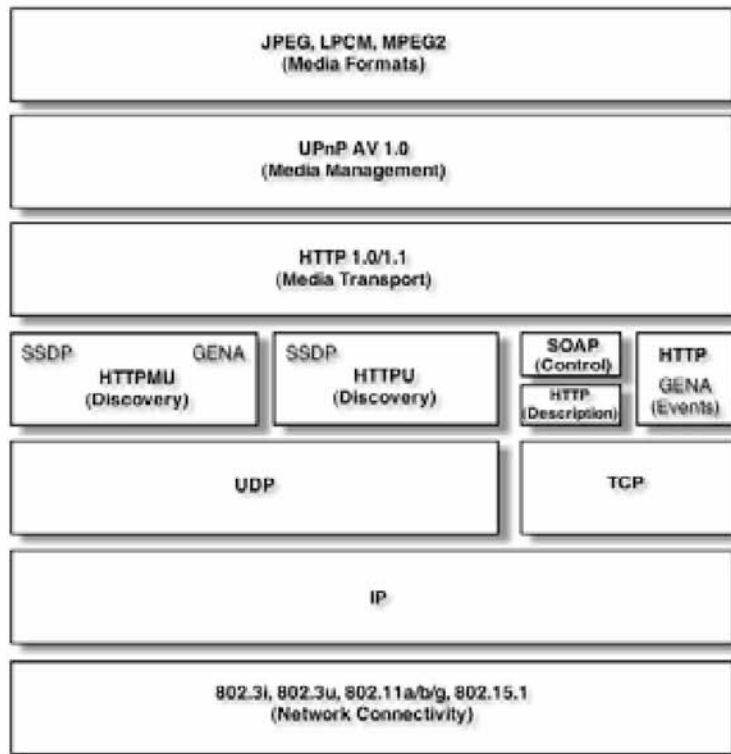 JPEG, LPCM, MPEG2
(Media Formats)
UPnP AV 1.0
(Media Management)
HTTP 1.0/1.1
(Media Transport)
SSDP GENA
HTTPMU
(Discovery)
SSDP
HTTPU
(Discovery)
SOAP
(Control)
HTTP
(Description)
HTTP
GENA
(Events)
UDP
TCP
IP
802.3i, 802.3u, 802.11a/b/g, 802.15.1
(Network Connectivity)